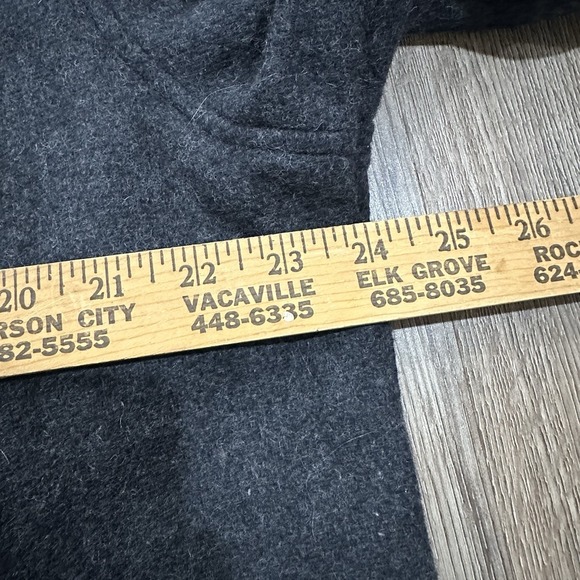 20 21 22 23 24 25 26
RSON CITY
82-5555
VACAVILLE
448-6335
ELK GROVE
685-8035
ROC
624